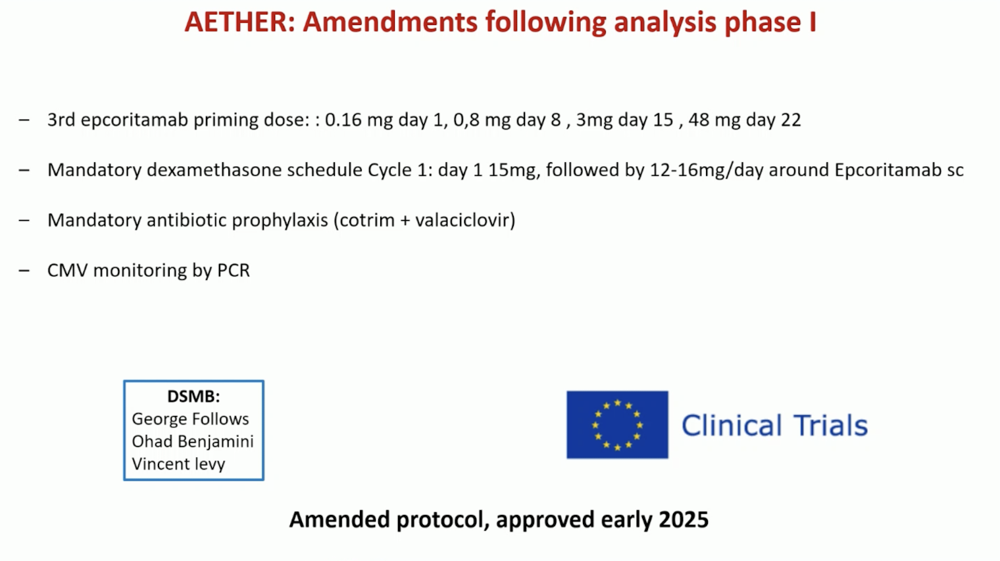 AETHER: Amendments following analysis phase I
– 3rd epcoritamab priming dose: : 0.16 mg day 1, 0,8 mg day 8 , 3mg day 15 , 48 mg day 22
– Mandatory dexamethasone schedule Cycle 1: day 1 15mg, followed by 12-16mg/day around Epcoritamab sc
– Mandatory antibiotic prophylaxis (cotrim + valaciclovir)
– CMV monitoring by PCR
DSMB:
George Follows
Ohad Benjamini
Vincent levy
Clinical Trials
Amended protocol, approved early 2025